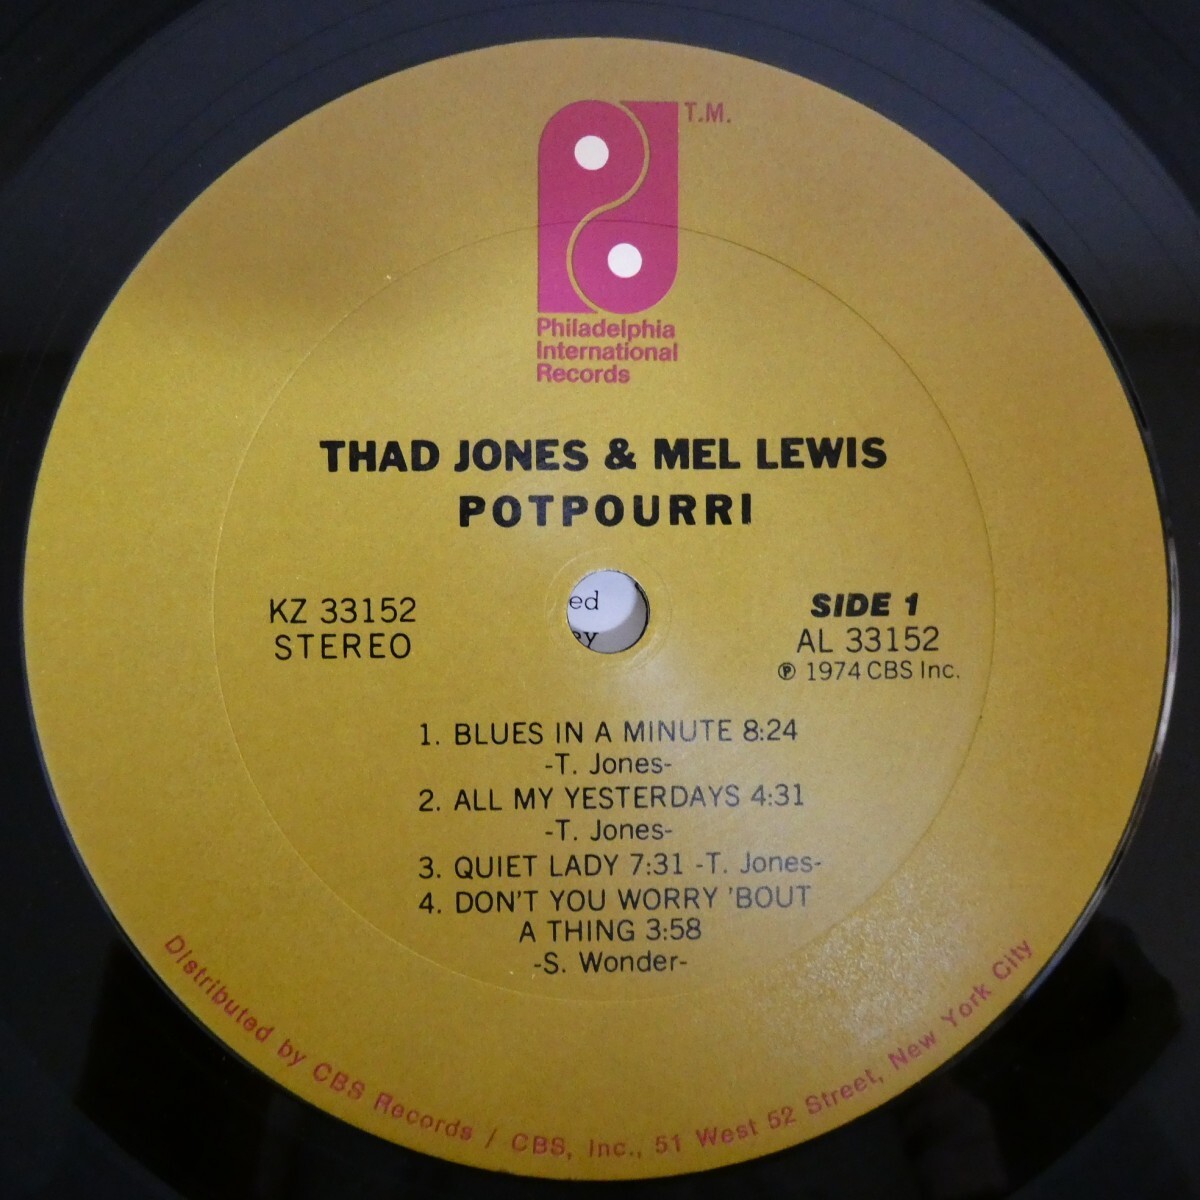 T.M.
Philadelphia
International
Records
THAD JONES & MEL LEWIS
POTPOURRI
KZ 33152
STEREO
ed
ey
SIDE 1
AL 33152
Ⓟ 1974 CBS Inc.
1. BLUES IN A MINUTE 8:24
-T. Jones-
2. ALL MY YESTERDAYS 4:31
-T. Jones-
3. QUIET LADY 7:31 -T. Jones-
4. DON'T YOU WORRY 'BOUT
A THING 3:58
-S. Wonder-
Distributed by CBS Records / CBS, Inc., 51 West 52 Street, New York City